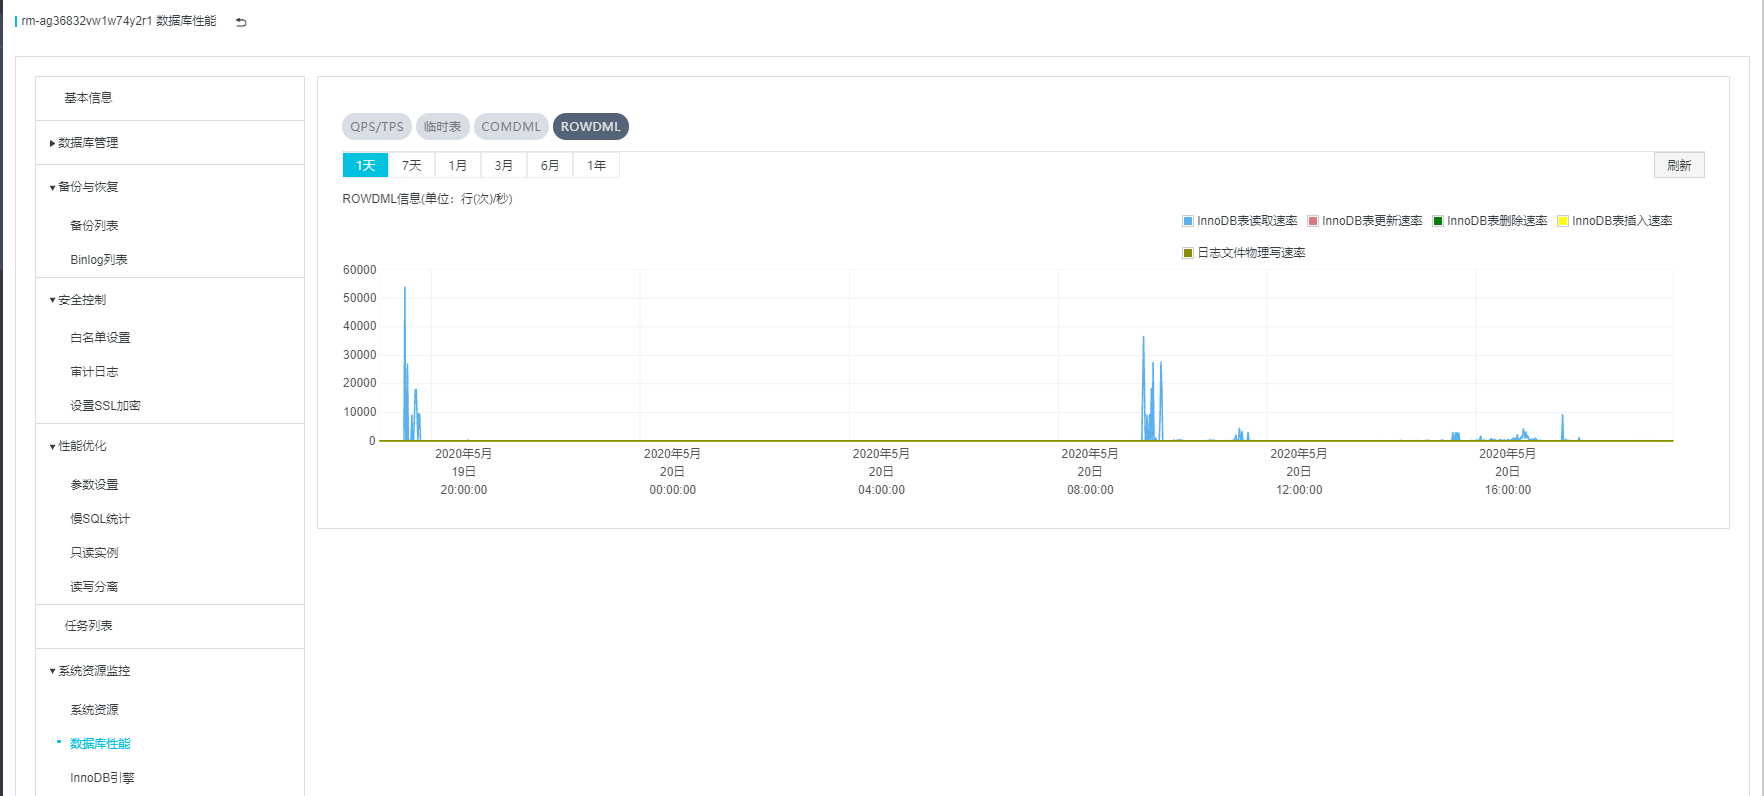 rm-ag36832vw1w74y2r1 数据库性能
基本信息
数据库管理
备份与恢复
备份列表
Binlog列表
安全控制
白名单设置
审计日志
设置SSL加密
性能优化
参数设置
慢SQL统计
只读实例
读写分离
任务列表
系统资源监控
系统资源
数据库性能
InnoDB引擎
QPS/TPS 临时表 COMDML ROWDML
1天 7天 1月 3月 6月 1年 刷新
ROWDML信息(单位：行(次)/秒)
InnoDB表读取速率 InnoDB表更新速率 InnoDB表删除速率 InnoDB表插入速率
日志文件物理写速率
60000
50000
40000
30000
20000
10000
0
2020年5月 2020年5月 2020年5月 2020年5月 2020年5月 2020年5月
19日 20日 20日 20日 20日 20日
20:00:00 00:00:00 04:00:00 08:00:00 12:00:00 16:00:00